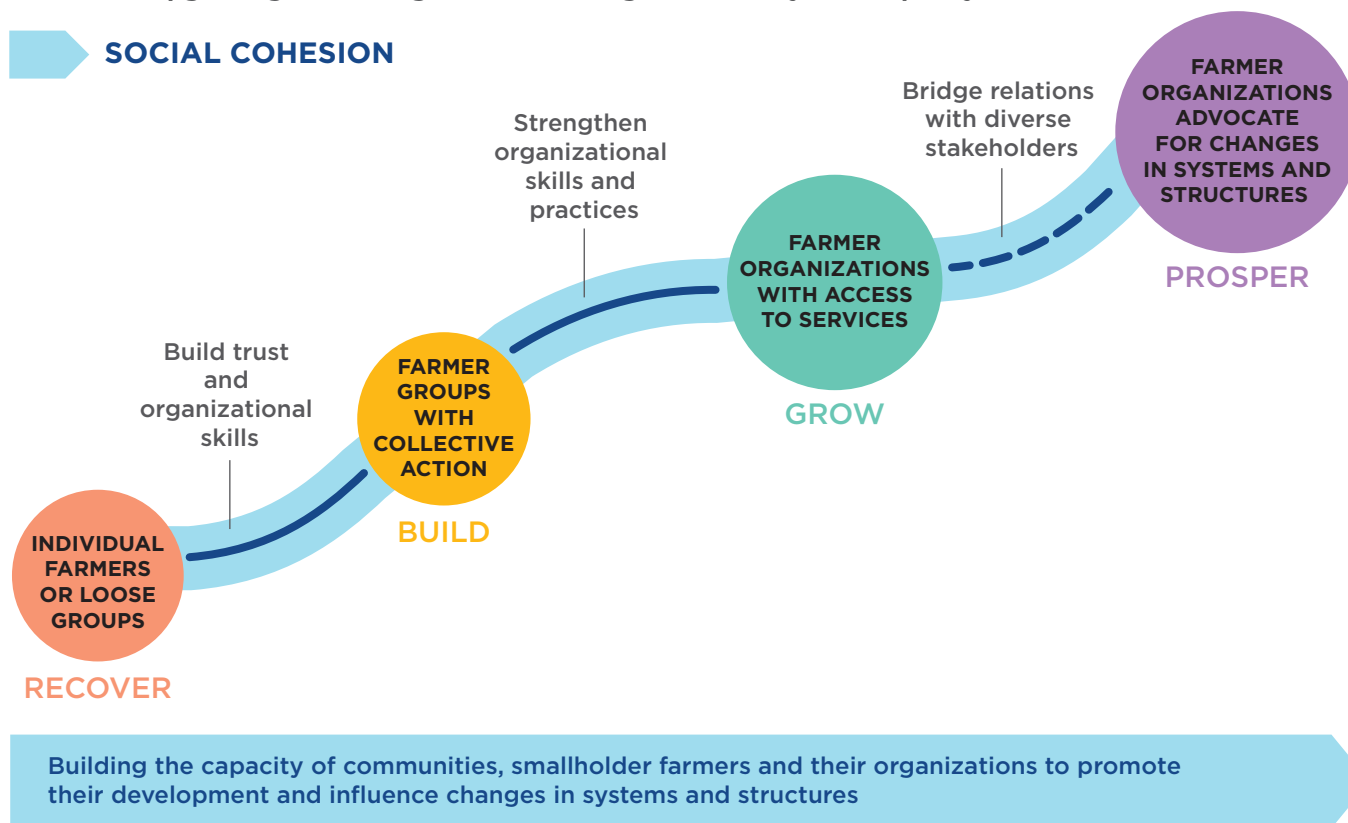 SOCIAL COHESION
Build trust
and
organizational
skills
Strengthen
organizational
skills and
practices
Bridge relations
with diverse
stakeholders
INDIVIDUAL
FARMERS
OR LOOSE
GROUPS
RECOVER
FARMER
GROUPS
WITH
COLLECTIVE
ACTION
BUILD
FARMER
ORGANIZATIONS
WITH ACCESS
TO SERVICES
GROW
FARMER
ORGANIZATIONS
ADVOCATE
FOR CHANGES
IN SYSTEMS AND
STRUCTURES
PROSPER
Building the capacity of communities, smallholder farmers and their organizations to promote
their development and influence changes in systems and structures